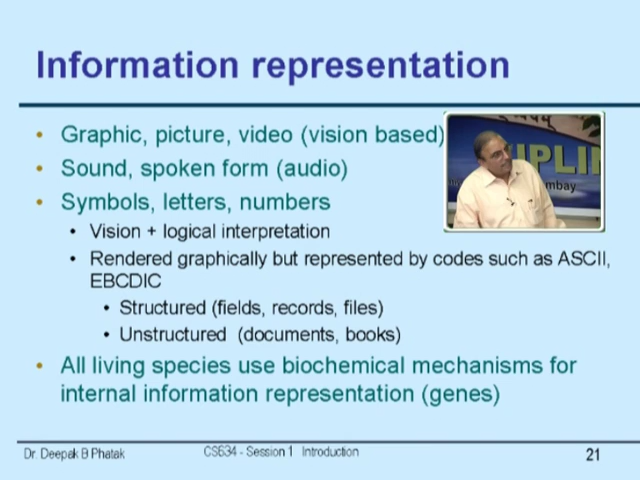 Information representation
• Graphic, picture, video (vision based)
• Sound, spoken form (audio)
• Symbols, letters, numbers
• Vision + logical interpretation
• Rendered graphically but represented by codes such as ASCII,
EBCDIC
• Structured (fields, records, files)
• Unstructured (documents, books)
• All living species use biochemical mechanisms for
internal information representation (genes)
mbay
Dr. Deepak B Phatak
CS634 - Session 1 Introduction
21